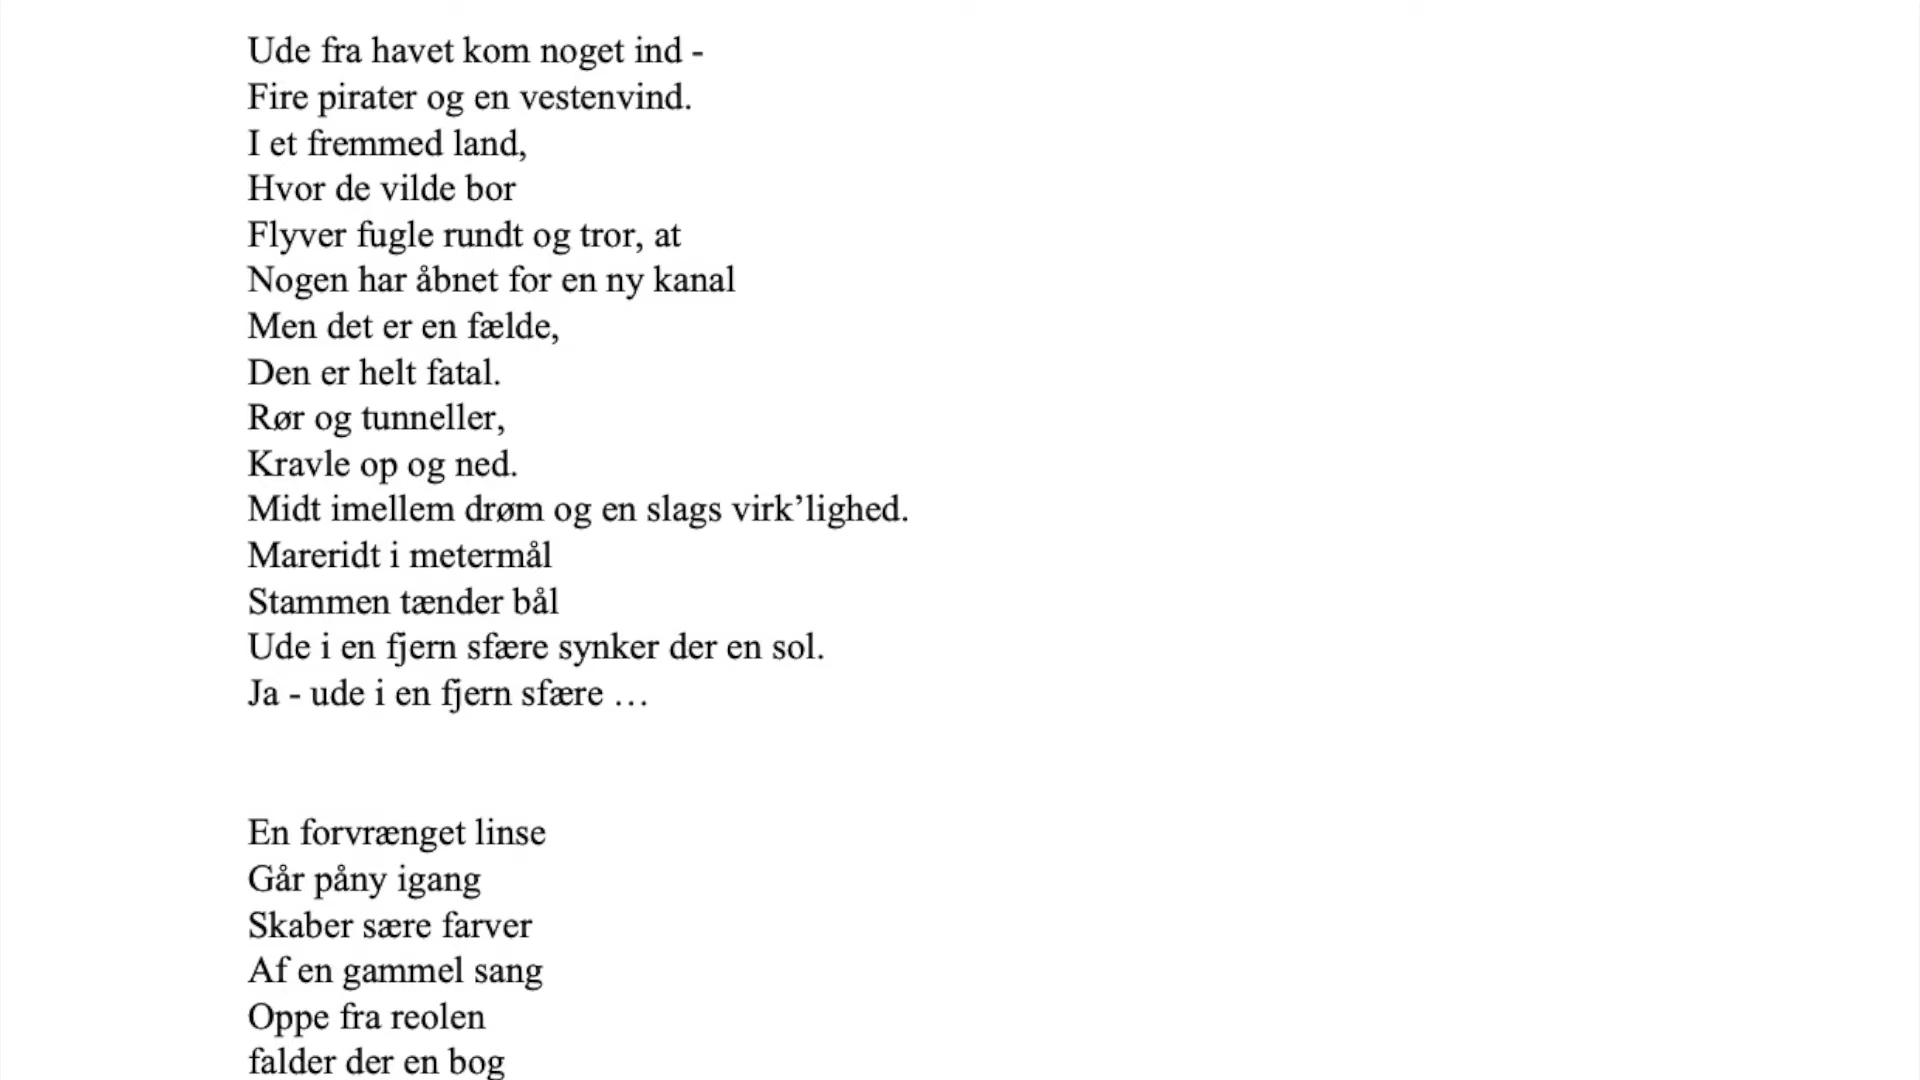 Ude fra havet kom noget ind -
Fire pirater og en vestenvind.
I et fremmed land,
Hvor de vilde bor
Flyver fugle rundt og tror, at
Nogen har åbnet for en ny kanal
Men det er en fælde,
Den er helt fatal.
Rør og tunneller,
Kravle op og ned.
Midt imellem drøm og en slags virk’lighed.
Mareridt i metermål
Stammen tænder bål
Ude i en fjern sfære synker der en sol.
Ja - ude i en fjern sfære …
En forvrænget linse
Går påny igang
Skaber sære farver
Af en gammel sang
Oppe fra reolen
falder der en bog